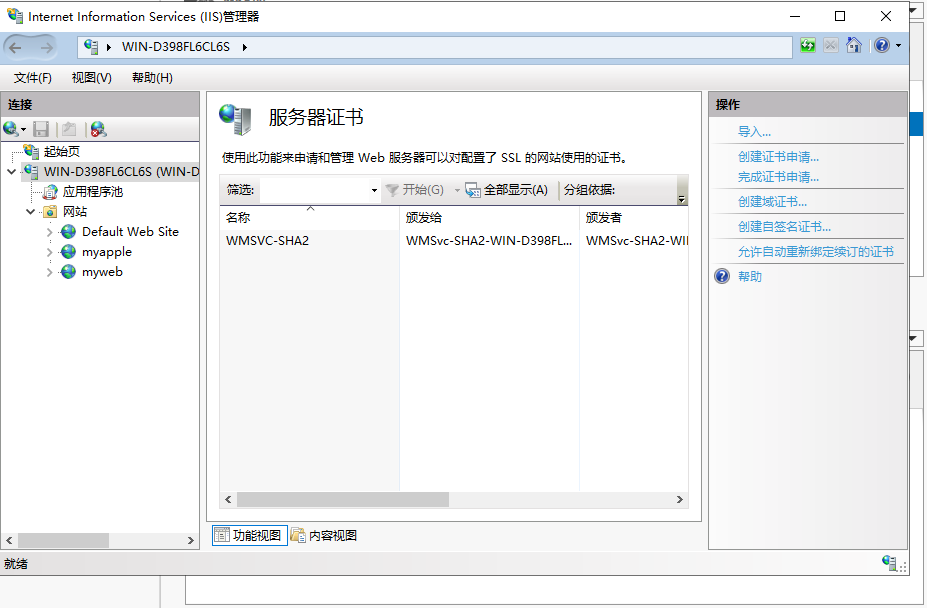 Internet Information Services (IIS)管理器
WIN-D398FL6CL6S
文件(F) 视图(V) 帮助(H)
连接
起始页
WIN-D398FL6CL6S (WIN-D
应用程序池
网站
Default Web Site
myapple
myweb
服务器证书
使用此功能来申请和管理 Web 服务器可以对配置了 SSL 的网站使用的证书。
筛选: 开始(G) 全部显示(A) 分组依据:
名称 颁发给 颁发者
WMSVC-SHA2 WMSvc-SHA2-WIN-D398FL... WMSvc-SHA2-WI
功能视图 内容视图
操作
导入...
创建证书申请...
完成证书申请...
创建域证书...
创建自签名证书...
允许自动重新绑定续订的证书
帮助
就绪